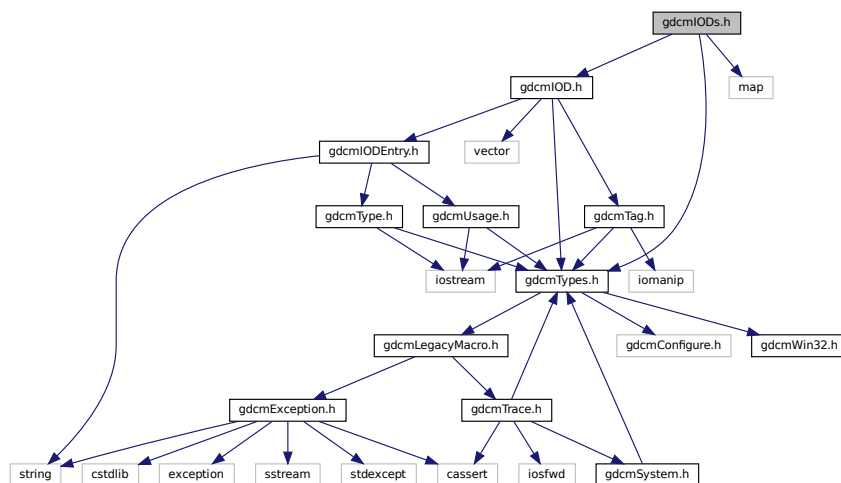 gdcmIODs.h
gdcmIOD.h
map
gdcmIODEntry.h
vector
gdcmType.h
gdcmUsage.h
gdcmTag.h
iostream
gdcmTypes.h
iomanip
gdcmLegacyMacro.h
gdcmConfigure.h
gdcmWin32.h
gdcmException.h
gdcmTrace.h
string
cstdlib
exception
sstream
stdexcept
cassert
iosfwd
gdcmSystem.h